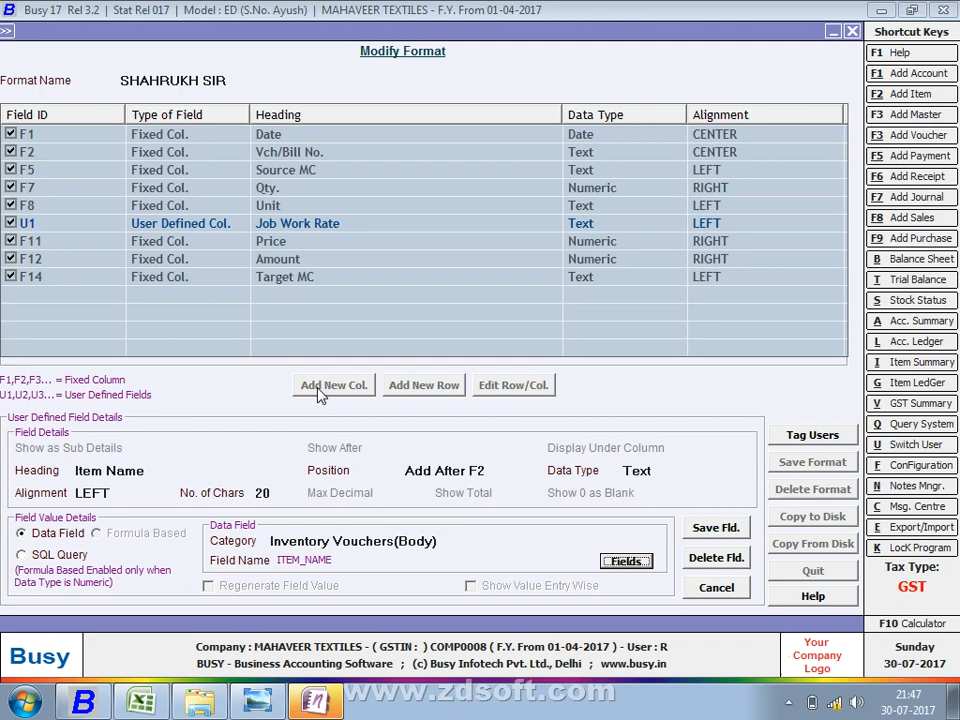 Busy 17 Rel 3.2 | Stat Rel 017 | Model : ED (S.No. Ayush) | MAHAVEER TEXTILES - F.Y. From 01-04-2017
>>
Modify Format
Format Name SHAHRUKH SIR
Field ID Type of Field Heading Data Type Alignment
F1 Fixed Col. Date Date CENTER
F2 Fixed Col. Vch/Bill No. Text CENTER
F5 Fixed Col. Source MC Text LEFT
F7 Fixed Col. Qty. Numeric RIGHT
F8 Fixed Col. Unit Text LEFT
U1 User Defined Col. Job Work Rate Text LEFT
F11 Fixed Col. Price Numeric RIGHT
F12 Fixed Col. Amount Numeric RIGHT
F14 Fixed Col. Target MC Text LEFT
F1,F2,F3... = Fixed Column
U1,U2,U3... = User Defined Fields
Add New Col. Add New Row Edit Row/Col.
User Defined Field Details
Field Details
Show as Sub Details Show After Display Under Column
Heading Item Name Position Add After F2 Data Type Text
Alignment LEFT No. of Chars 20 Max Decimal Show Total Show 0 as Blank
Field Value Details
Data Field Formula Based
SQL Query
(Formula Based Enabled only when
Data Type is Numeric)
Data Field
Category Inventory Vouchers(Body)
Field Name ITEM_NAME Fields
Regenerate Field Value Show Value Entry Wise
Save Fld.
Delete Fld.
Cancel
Tag Users
Save Format
Delete Format
Copy to Disk
Copy From Disk
Quit
Help
Shortcut Keys
F1 Help
F1 Add Account
F2 Add Item
F3 Add Master
F3 Add Voucher
F5 Add Payment
F6 Add Receipt
F7 Add Journal
F8 Add Sales
F9 Add Purchase
B Balance Sheet
T Trial Balance
S Stock Status
A Acc. Summary
L Acc. Ledger
I Item Summary
G Item LedGer
V GST Summary
Q Query System
U Switch User
F Configuration
N Notes Mngr.
C Msg. Centre
E Export/Import
K LocK Program
Tax Type:
GST
F10 Calculator
Busy
Company : MAHAVEER TEXTILES - ( GSTIN : ) COMP0008 ( F.Y. From 01-04-2017 ) - User : R
BUSY - Business Accounting Software ; (c) Busy Infotech Pvt. Ltd., Delhi ; www.busy.in
Your
Company
Logo
Sunday
30-07-2017
www.zdsoft.com
21:47
30-07-2017